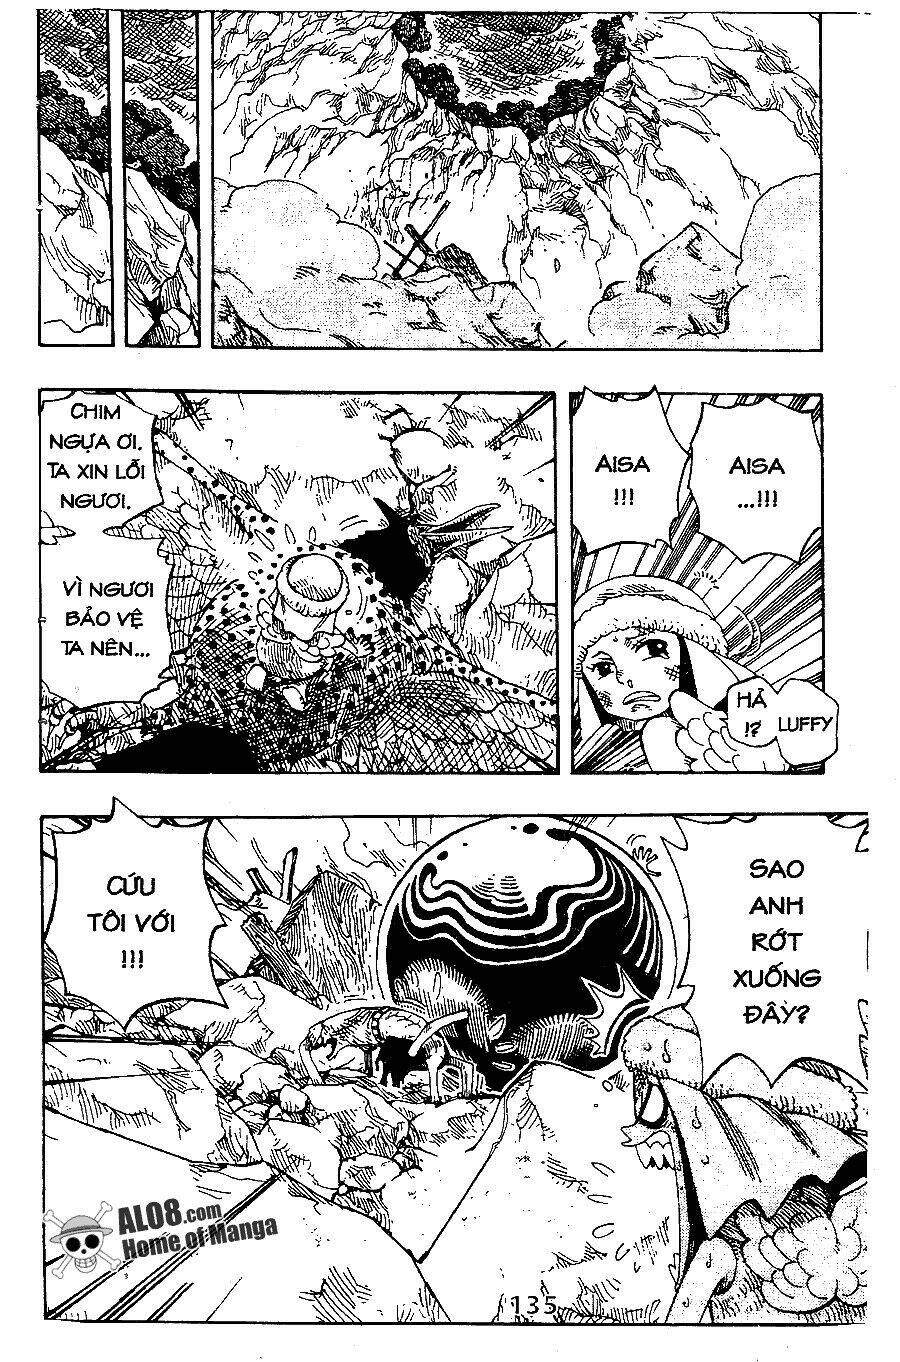 CHIM
NGỰA ƠI.
TA XIN LỖI
NGƯƠI.
VÌ NGƯƠI
BẢO VỆ
TA NÊN...
AISA
!!!
AISA
...!!!
HẢ
!?
LUFFY
CỨU
TÔI VỚI
!!!
SAO
ANH
RỚT
XUỐNG
ĐÂY?
AL08.com
Home of Manga
135